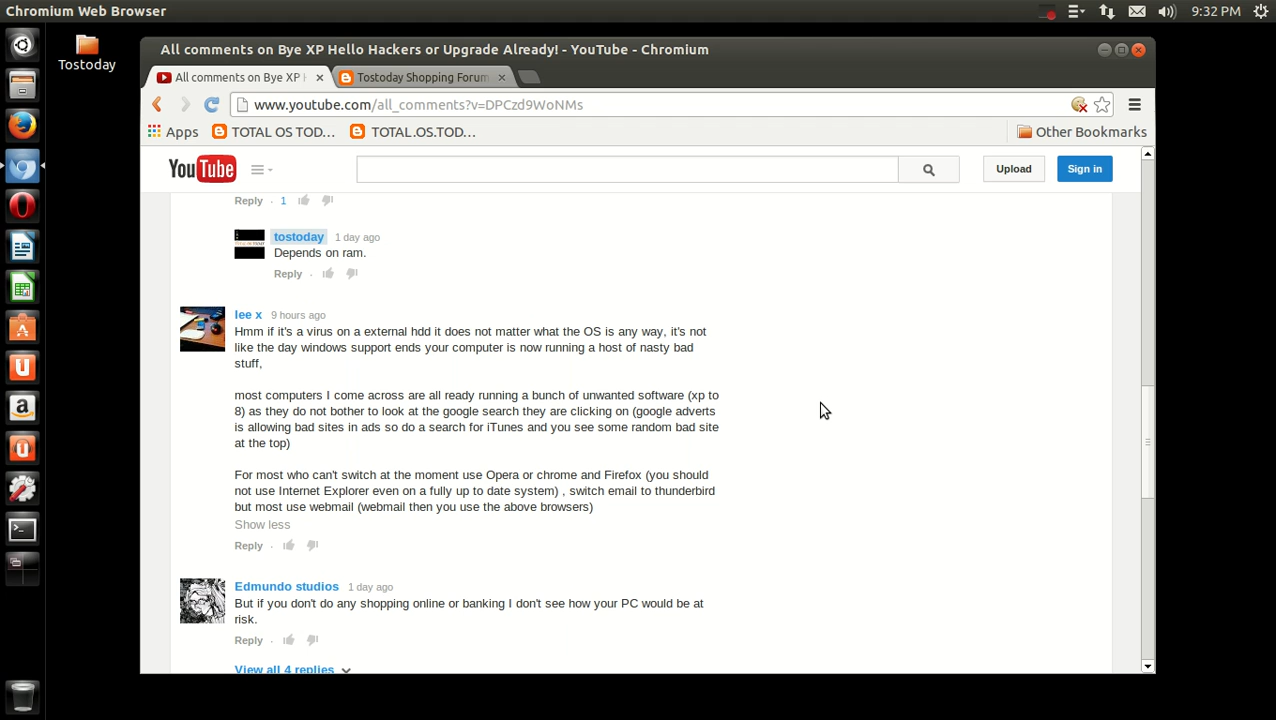 Chromium Web Browser
9:32 PM
Tostoday
All comments on Bye XP Hello Hackers or Upgrade Already! - YouTube - Chromium
All comments on Bye XP
Tostoday Shopping Forum
www.youtube.com/all_comments?v=DPCzd9WoNMs
Apps
TOTAL OS TOD...
TOTAL.OS.TOD...
Other Bookmarks
YouTube
Upload
Sign in
Reply · 1
tostoday 1 day ago
Depends on ram.
Reply ·
lee x 9 hours ago
Hmm if it's a virus on a external hdd it does not matter what the OS is any way, it's not
like the day windows support ends your computer is now running a host of nasty bad
stuff,
most computers I come across are all ready running a bunch of unwanted software (xp to
8) as they do not bother to look at the google search they are clicking on (google adverts
is allowing bad sites in ads so do a search for iTunes and you see some random bad site
at the top)
For most who can't switch at the moment use Opera or chrome and Firefox (you should
not use Internet Explorer even on a fully up to date system) , switch email to thunderbird
but most use webmail (webmail then you use the above browsers)
Show less
Reply ·
Edmundo studios 1 day ago
But if you don't do any shopping online or banking I don't see how your PC would be at
risk.
Reply ·
View all 4 replies